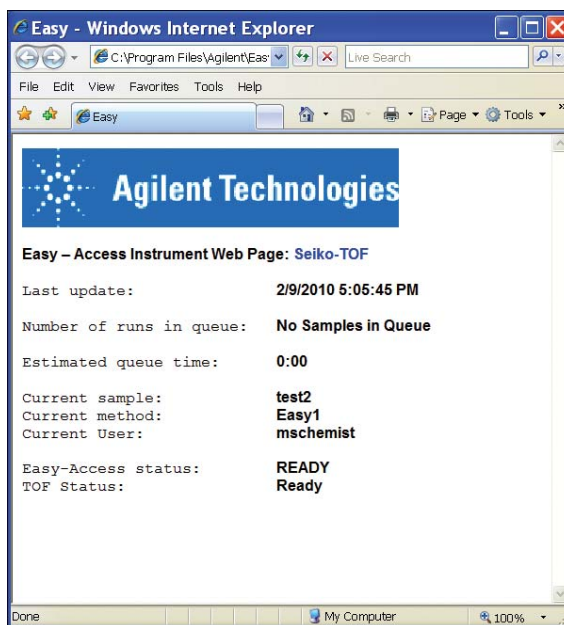 Easy - Windows Internet Explorer
C:\Program Files\Agilent\Eas
Live Search
File Edit View Favorites Tools Help
Easy
Page Tools »
Agilent Technologies
Easy – Access Instrument Web Page: Seiko-TOF
Last update: 2/9/2010 5:05:45 PM
Number of runs in queue: No Samples in Queue
Estimated queue time: 0:00
Current sample: test2
Current method: Easy1
Current User: mschemist
Easy-Access status: READY
TOF Status: Ready
Done My Computer 100%